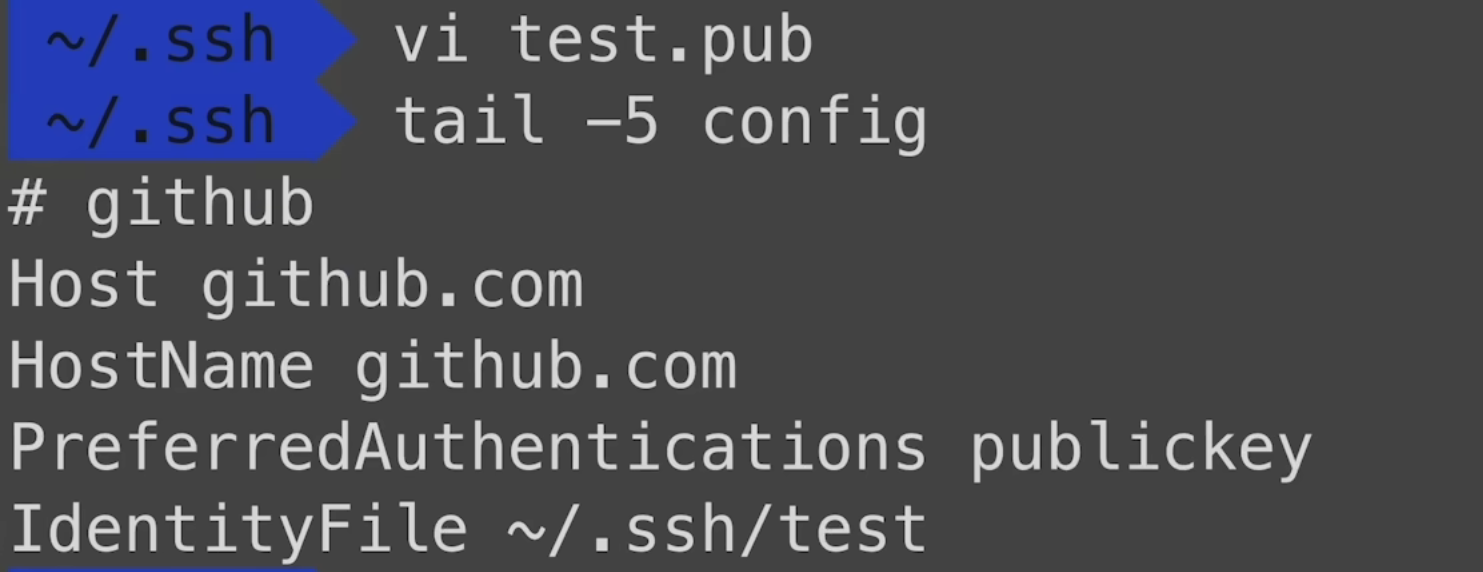 ~/.ssh vi test.pub
~/.ssh tail -5 config
# github
Host github.com
HostName github.com
PreferredAuthentications publickey
IdentityFile ~/.ssh/test